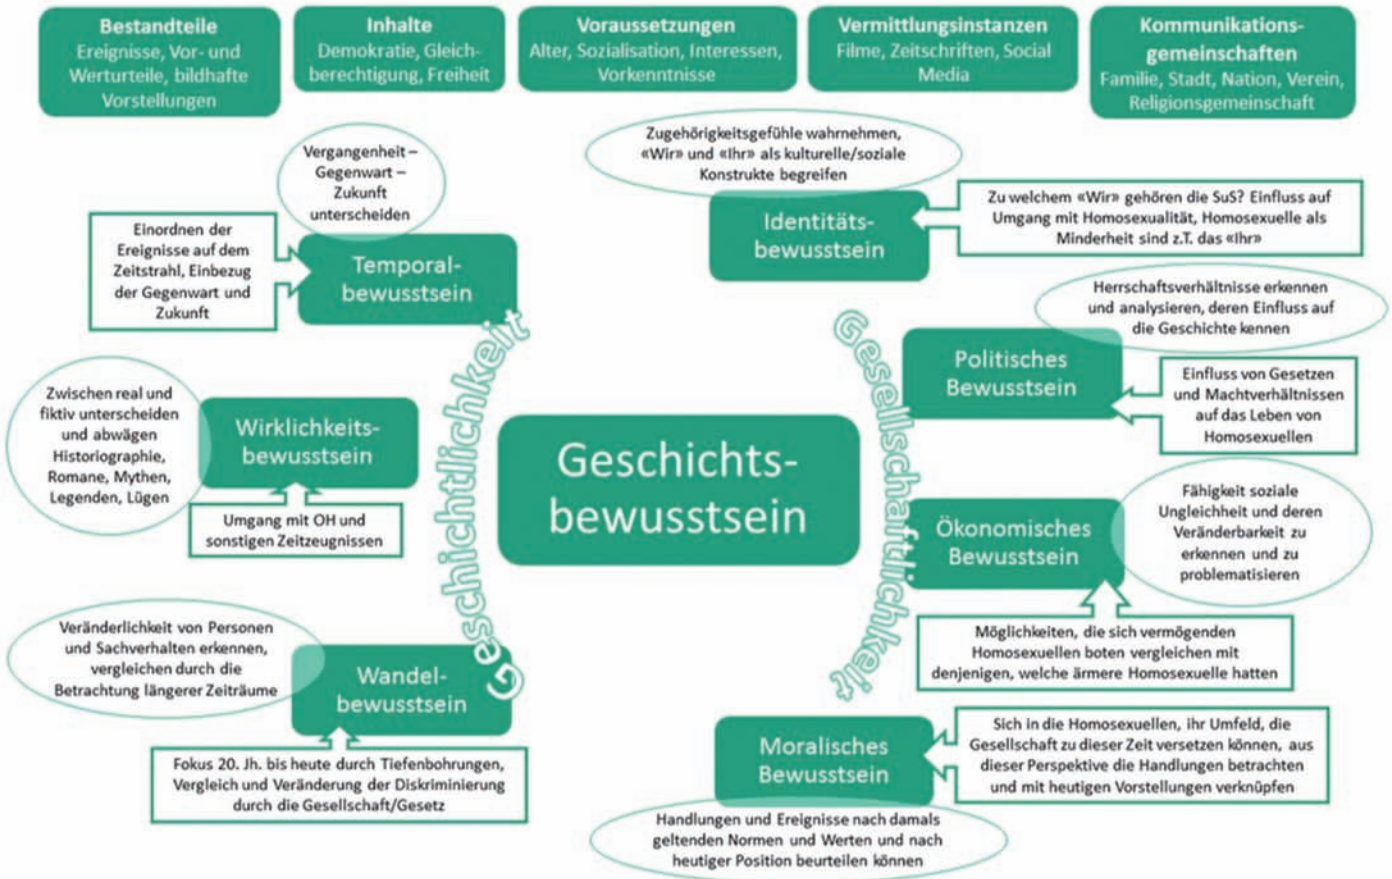 Bestandteile
Ereignisse, Vor- und
Werturteile, bildhafte
Vorstellungen
Inhalte
Demokratie, Gleich-
berechtigung, Freiheit
Voraussetzungen
Alter, Sozialisation, Interessen,
Vorkenntnisse
Vermittlungsinstanzen
Filme, Zeitschriften, Social
Media
Kommunikations-
gemeinschaften
Familie, Stadt, Nation, Verein,
Religionsgemeinschaft
Vergangenheit –
Gegenwart –
Zukunft
unterscheiden
Einordnen der
Ereignisse auf dem
Zeitstrahl, Einbezug
der Gegenwart und
Zukunft
Temporal-
bewusstsein
Zwischen real und
fiktiv unterscheiden
und abwägen
Historiographie,
Romane, Mythen,
Legenden, Lügen
Wirklichkeits-
bewusstsein
Umgang mit OH und
sonstigen Zeitzeugnissen
Veränderlichkeit von Personen
und Sachverhalten erkennen,
vergleichen durch die
Betrachtung längerer Zeiträume
Wandel-
bewusstsein
Fokus 20. Jh. bis heute durch Tiefenbohrungen,
Vergleich und Veränderung der Diskriminierung
durch die Gesellschaft/Gesetz
Geschichtlichkeit
Geschichts-
bewusstsein
Gesellschaftlichkeit
Zugehörigkeitsgefühle wahrnehmen,
«Wir» und «Ihr» als kulturelle/soziale
Konstrukte begreifen
Identitäts-
bewusstsein
Zu welchem «Wir» gehören die SuS? Einfluss auf
Umgang mit Homosexualität, Homosexuelle als
Minderheit sind z.T. das «Ihr»
Herrschaftsverhältnisse erkennen
und analysieren, deren Einfluss auf
die Geschichte kennen
Politisches
Bewusstsein
Einfluss von Gesetzen
und Machtverhältnissen
auf das Leben von
Homosexuellen
Fähigkeit soziale
Ungleichheit und deren
Veränderbarkeit zu
erkennen und zu
problematisieren
Ökonomisches
Bewusstsein
Möglichkeiten, die sich vermögenden
Homosexuellen boten vergleichen mit
denjenigen, welche ärmere Homosexuelle hatten
Moralisches
Bewusstsein
Sich in die Homosexuellen, ihr Umfeld, die
Gesellschaft zu dieser Zeit versetzen können, aus
dieser Perspektive die Handlungen betrachten
und mit heutigen Vorstellungen verknüpfen
Handlungen und Ereignisse nach damals
geltenden Normen und Werten und nach
heutiger Position beurteilen können